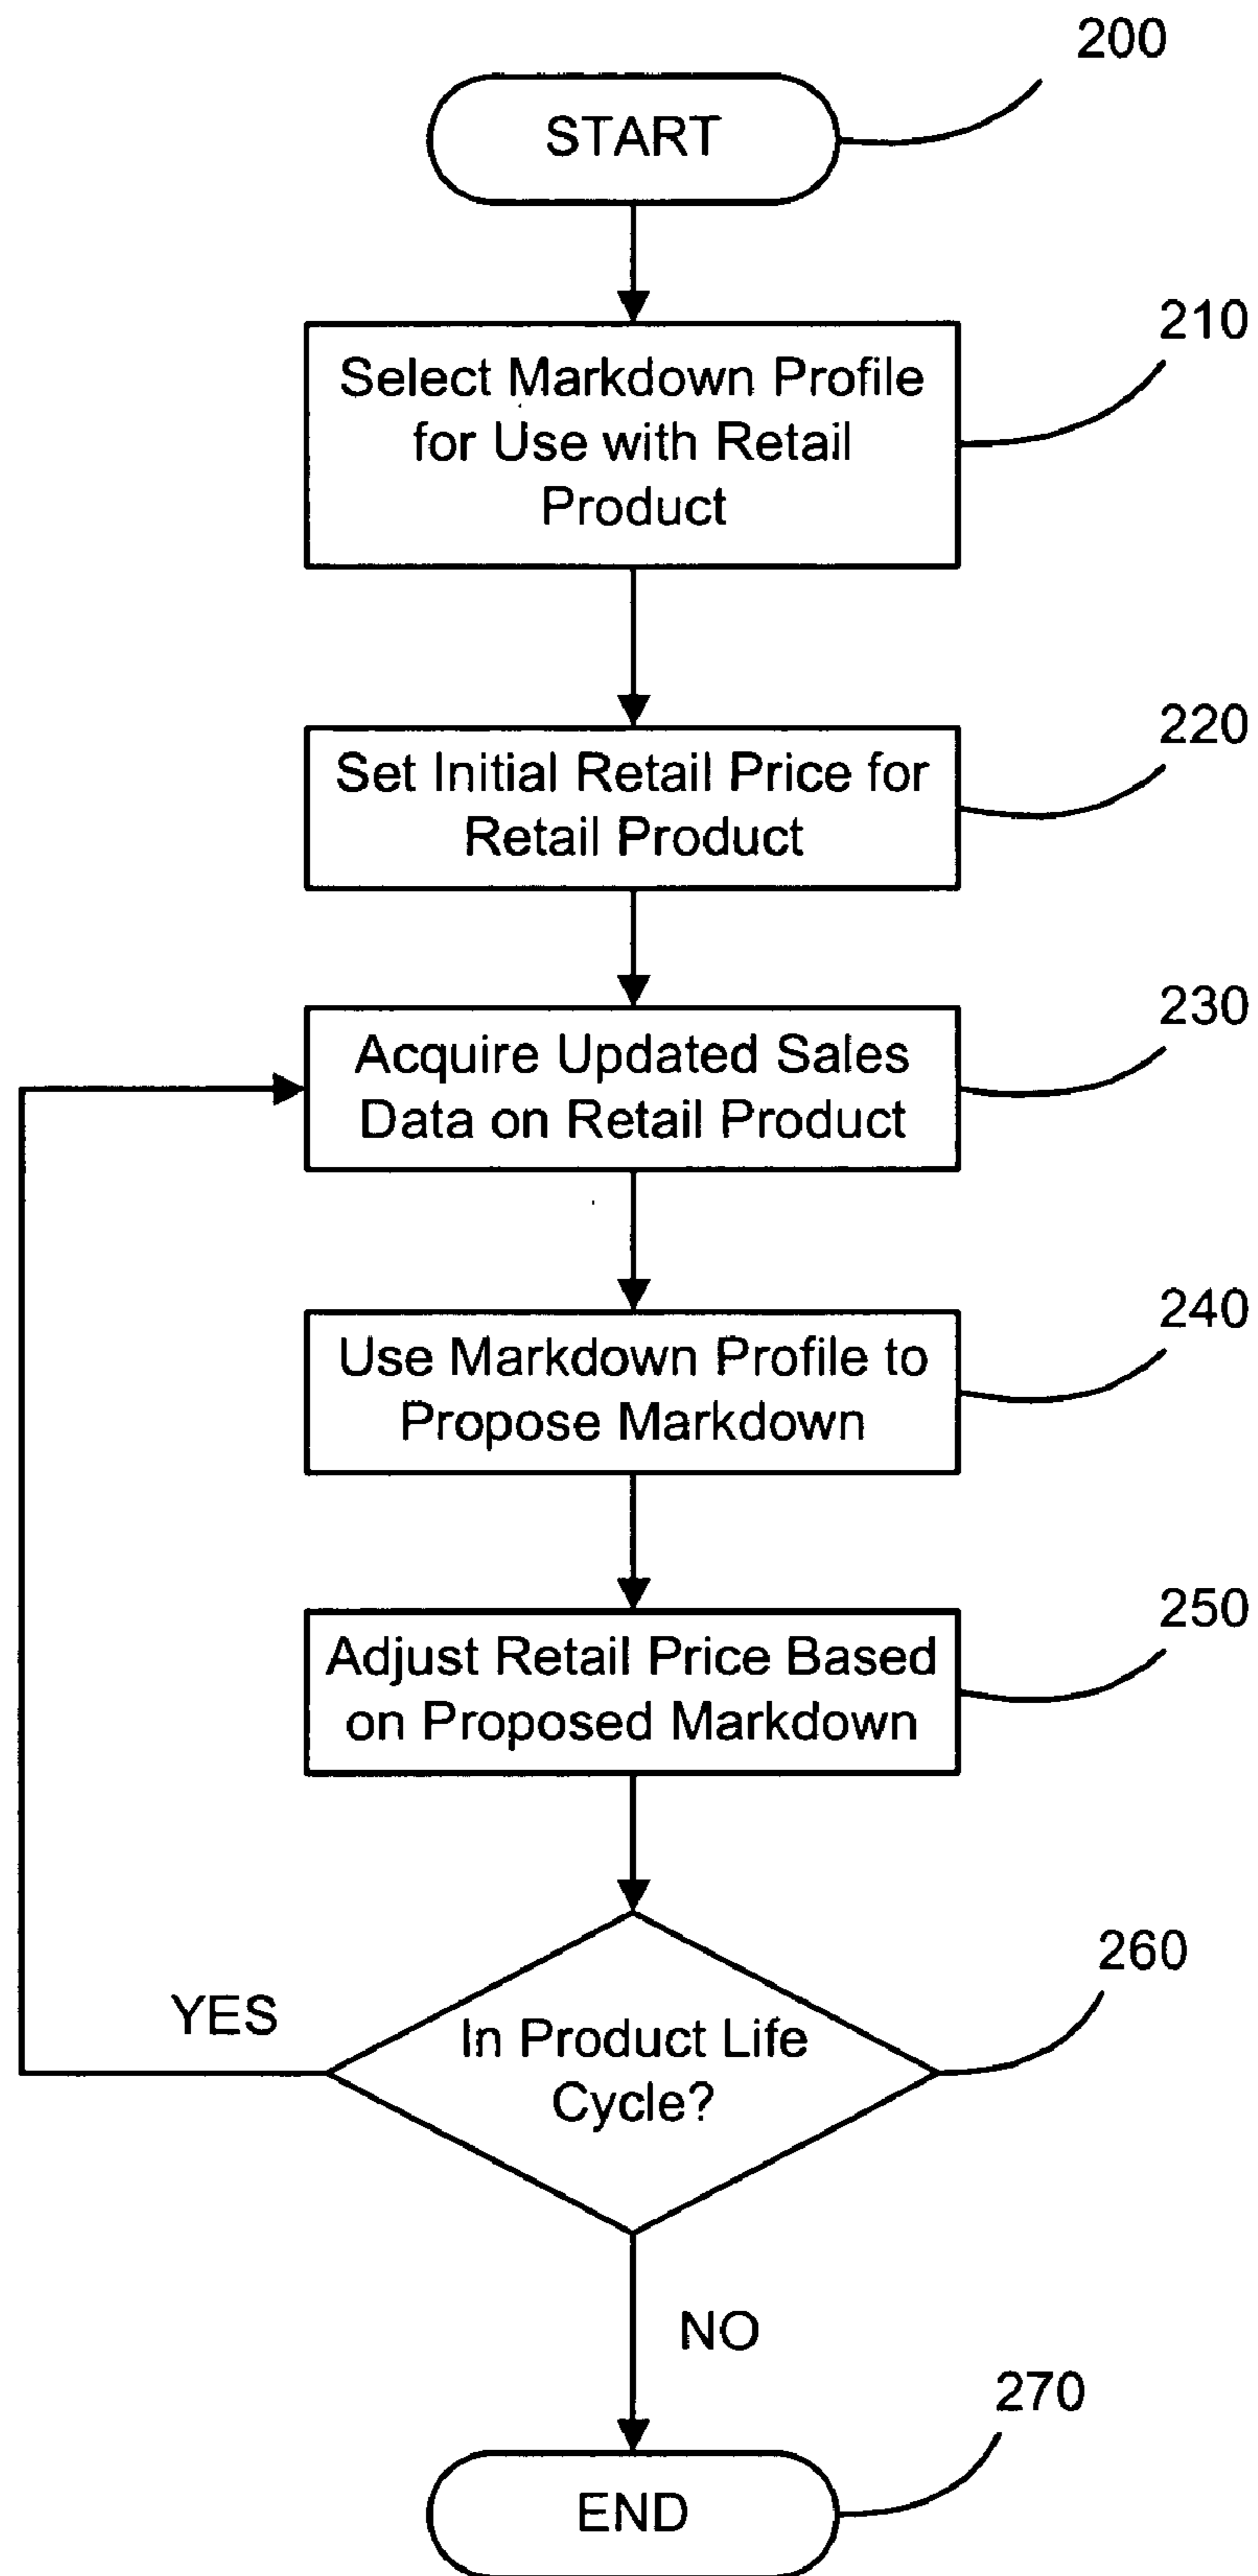 200
START
210
Select Markdown Profile
for Use with Retail
Product
220
Set Initial Retail Price for
Retail Product
230
Acquire Updated Sales
Data on Retail Product
240
Use Markdown Profile to
Propose Markdown
250
Adjust Retail Price Based
on Proposed Markdown
260
YES
In Product Life
Cycle?
NO
270
END